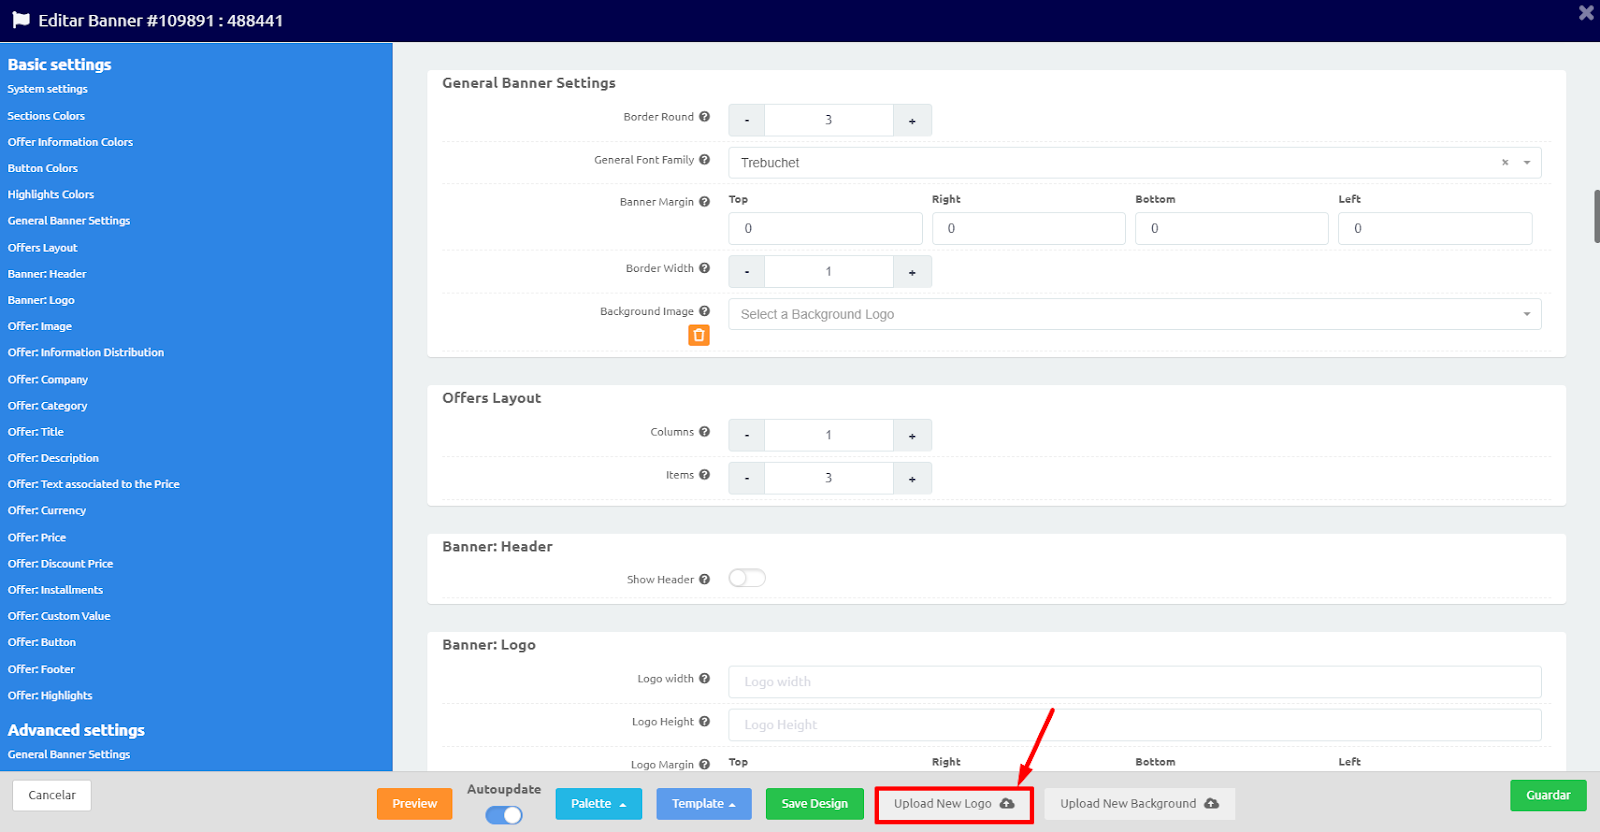 Editar Banner #109891 : 488441
Basic settings
System settings
Sections Colors
Offer Information Colors
Button Colors
Highlights Colors
General Banner Settings
Offers Layout
Banner: Header
Banner: Logo
Offer: Image
Offer: Information Distribution
Offer: Company
Offer: Category
Offer: Title
Offer: Description
Offer: Text associated to the Price
Offer: Currency
Offer: Price
Offer: Discount Price
Offer: Installments
Offer: Custom Value
Offer: Button
Offer: Footer
Offer: Highlights
Advanced settings
General Banner Settings
General Banner Settings
Border Round - 3 +
General Font Family Trebuchet ×
Banner Margin Top Right Bottom Left
0 0 0 0
Border Width - 1 +
Background Image Select a Background Logo
Offers Layout
Columns - 1 +
Items - 3 +
Banner: Header
Show Header
Banner: Logo
Logo width Logo width
Logo Height Logo Height
Logo Margin Top Right Bottom Left
Cancelar
Preview
Autoupdate
Palette
Template
Save Design
Upload New Logo
Upload New Background
Guardar